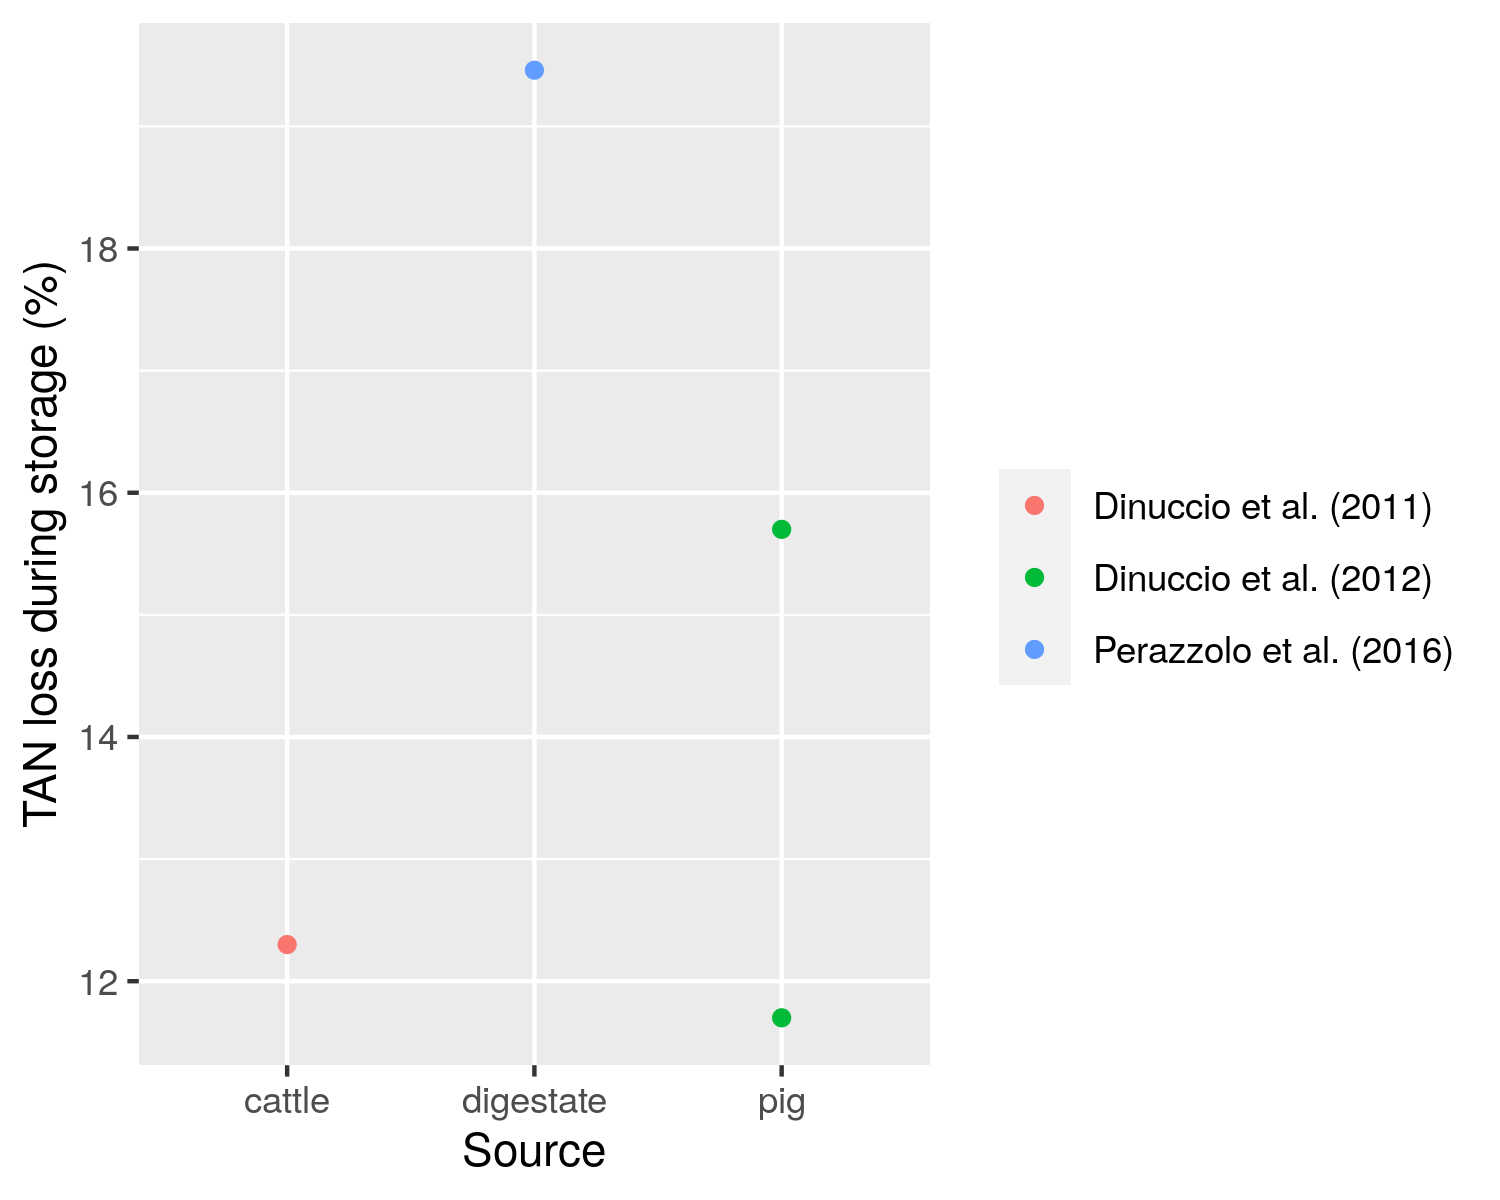 TAN loss during storage (%)
18
16
14
12
cattle digestate pig
Source
Dinuccio et al. (2011)
Dinuccio et al. (2012)
Perazzolo et al. (2016)